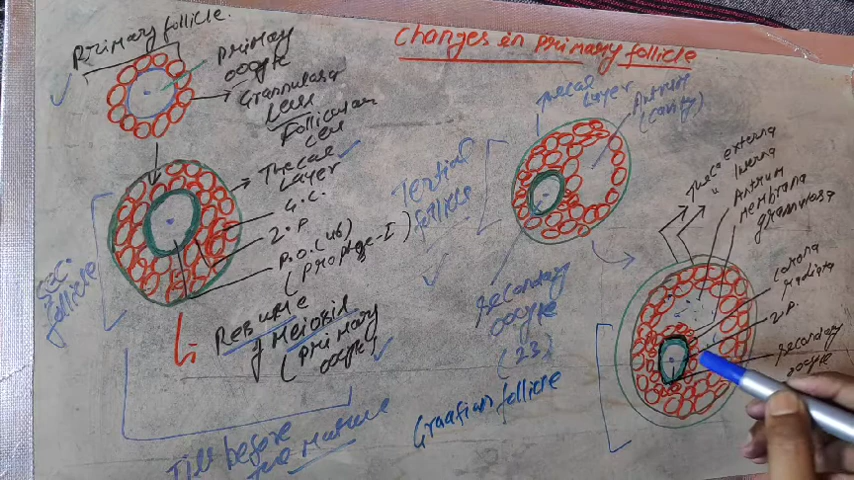 Changes in primary follicle
Primary follicle
Primary
oocyte
Grannulosa
cell
Follicular
cell
Thecal
layer
G.C.
Z.P.
P.O.(46)
(Prophase-I)
Sec.
follicle
Resume
of Meiosis
(Primary
oocyte)
Till before
Thecal
layer
Antrum
(cavity)
Tertiary
follicle
Secondary
oocyte
(23)
Graafian follicle
Theca externa
" Interna
Antrum
membrana
granulosa
corona
radiata
Z.P.
Secondary
oocyte